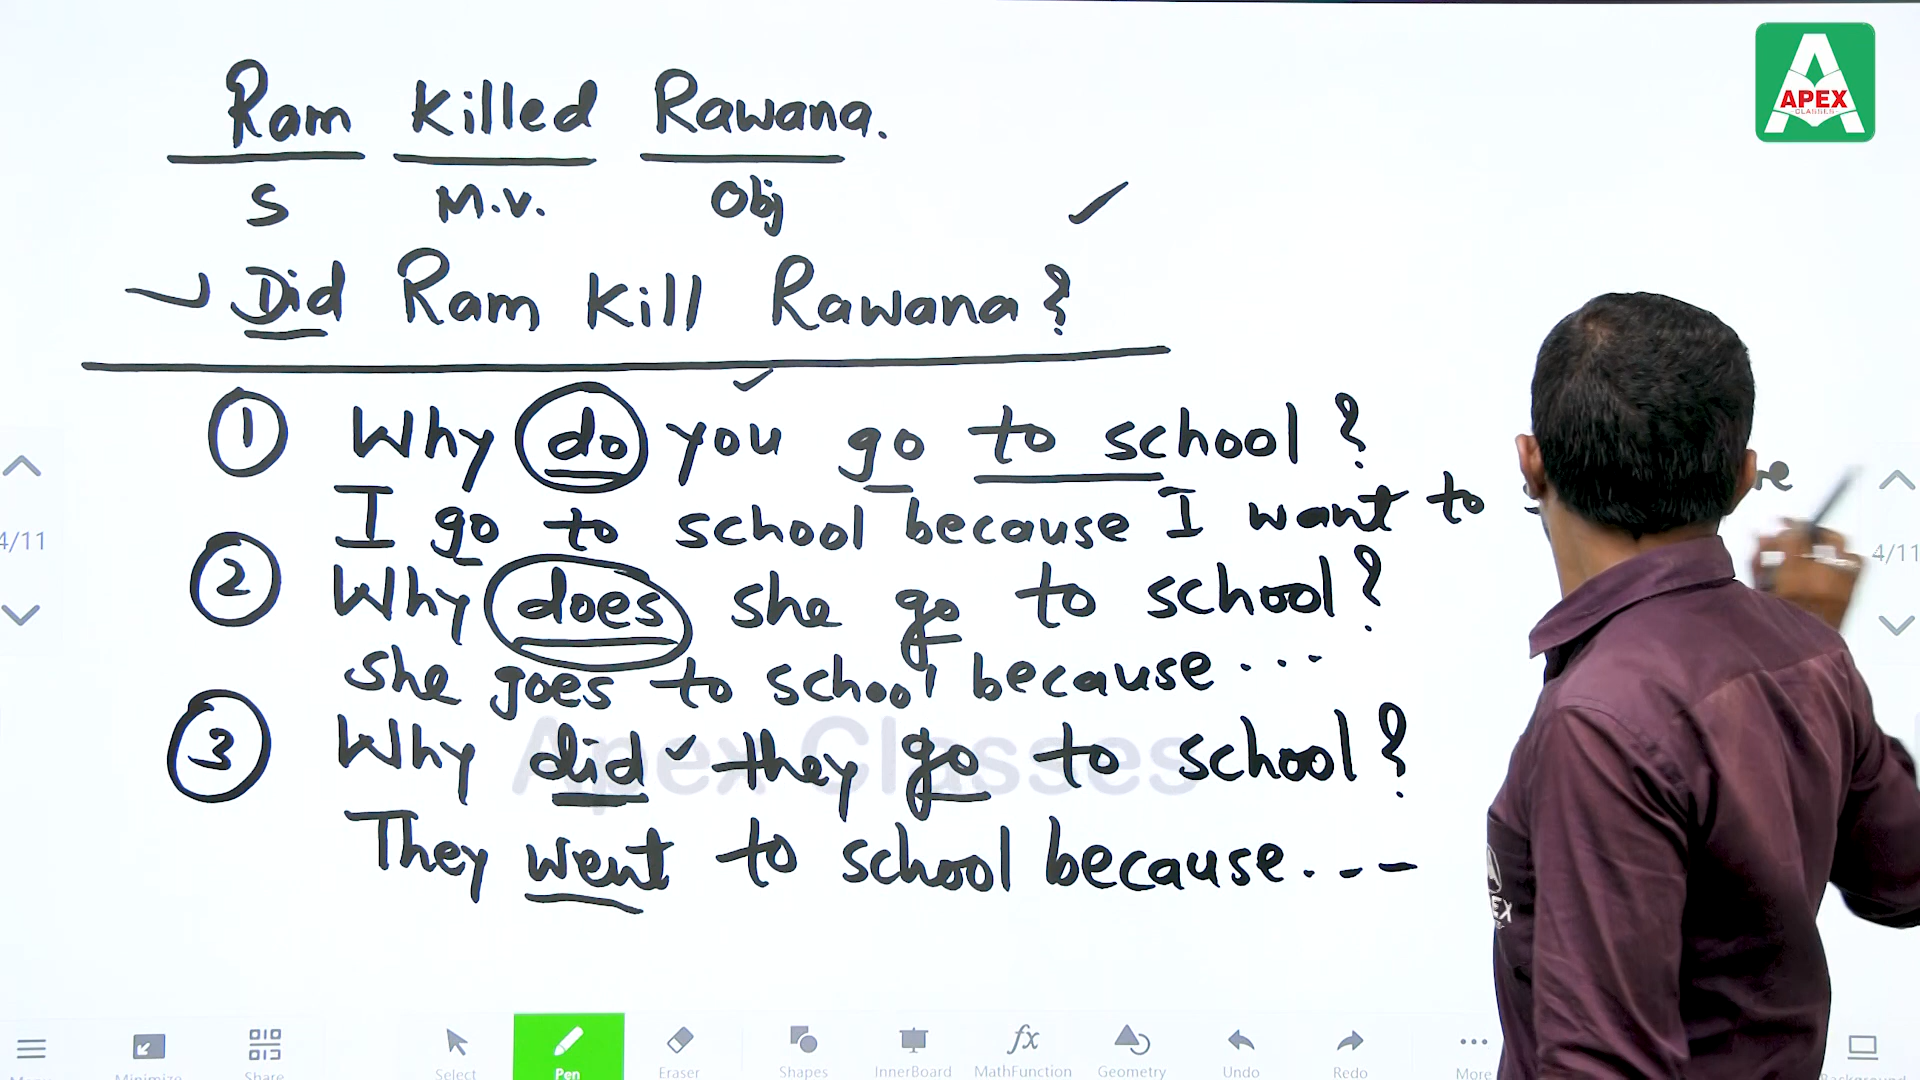 Ram Killed Rawana.
S M.V. Obj
Did Ram Kill Rawana?
1 Why do you go to school?
I go to school because I want to
2 Why does she go to school?
she goes to school because...
3 Why did they go to school?
They went to school because...
Apex Classes
APEX
CLASSES
4/11
4/11
Minimize
Share
Select
Pen
Eraser
Shapes
InnerBoard
MathFunction
Geometry
Undo
Redo
More